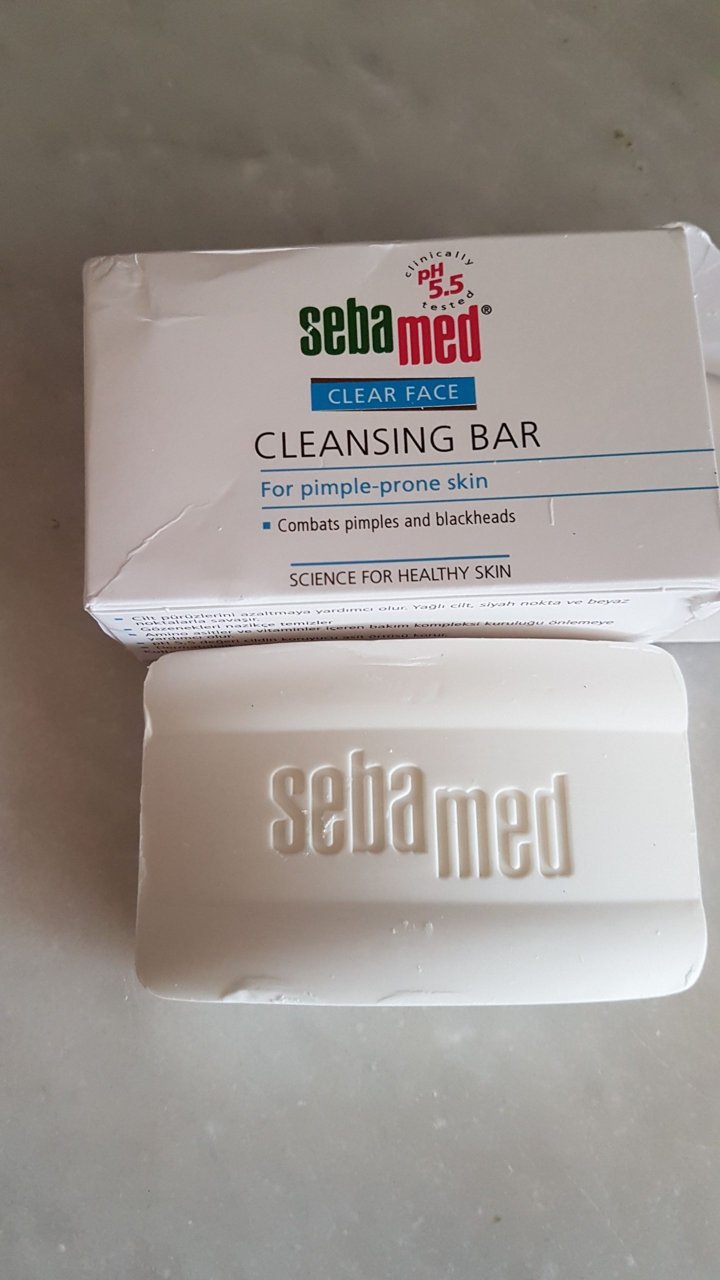 clinically
pH
5.5
tested
sebamed®
CLEAR FACE
CLEANSING BAR
For pimple-prone skin
▪ Combats pimples and blackheads
SCIENCE FOR HEALTHY SKIN
▪ Cilt pürüzlerini azaltmaya yardımcı olur. Yağlı cilt, siyah nokta ve beyaz
noktalarla savaşır.
▪ Gözenekleri nazikçe temizler
▪ Amino asitler ve vitaminler içeren bakım kompleksi kuruluğu önlemeye
sebamed